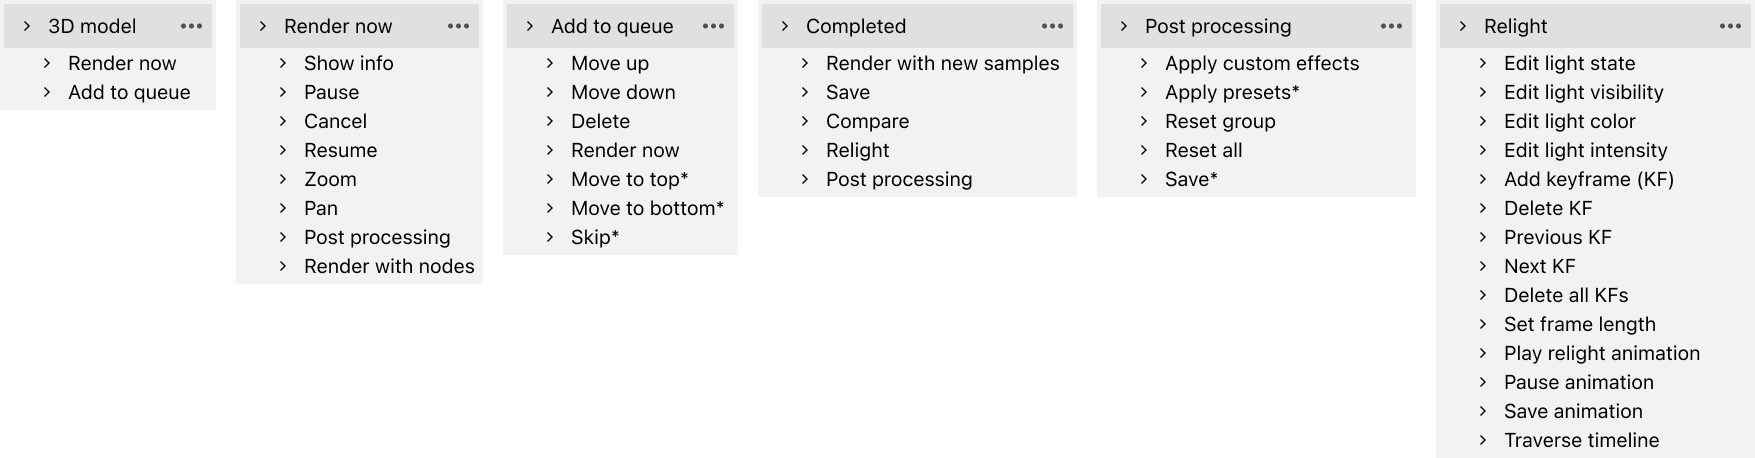 3D model
Render now
Add to queue
Render now
Show info
Pause
Cancel
Resume
Zoom
Pan
Post processing
Render with nodes
Add to queue
Move up
Move down
Delete
Render now
Move to top*
Move to bottom*
Skip*
Completed
Render with new samples
Save
Compare
Relight
Post processing
Post processing
Apply custom effects
Apply presets*
Reset group
Reset all
Save*
Relight
Edit light state
Edit light visibility
Edit light color
Edit light intensity
Add keyframe (KF)
Delete KF
Previous KF
Next KF
Delete all KFs
Set frame length
Play relight animation
Pause animation
Save animation
Traverse timeline